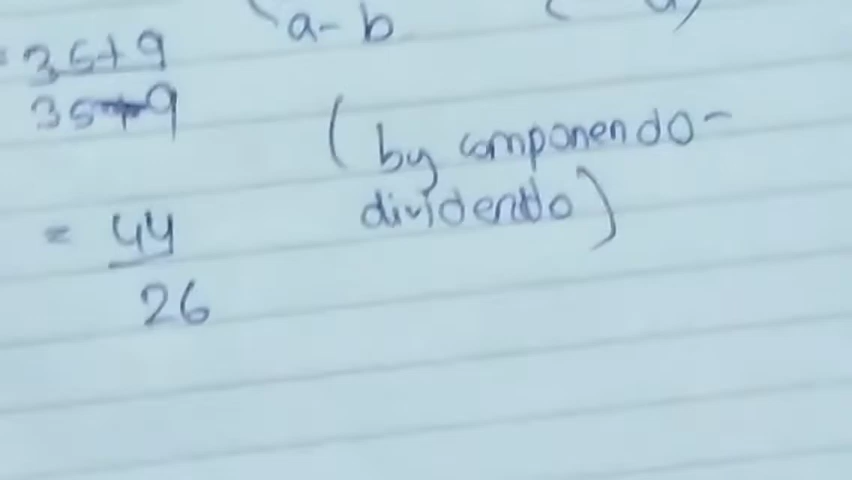 a-b
= 35+9
35-9
(by componendo-
dividendo)
= 44
26